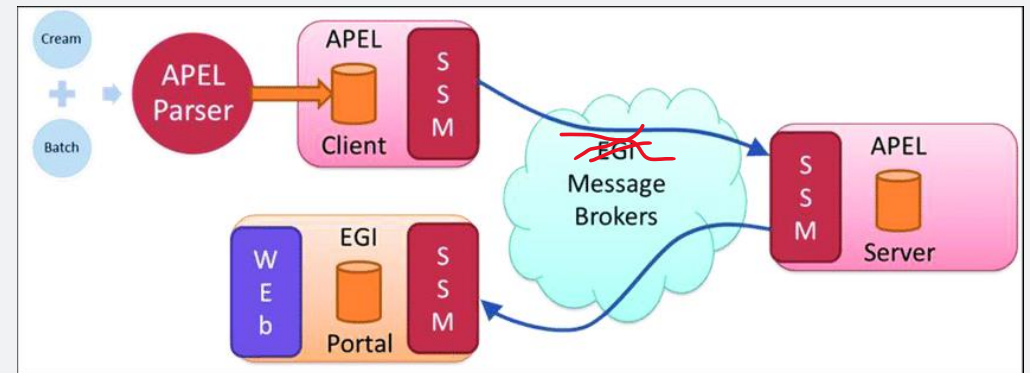 Cream
Batch
APEL
Parser
APEL
Client
S
S
M
Message
Brokers
S
S
M
APEL
Server
W
E
b
EGI
Portal
S
S
M